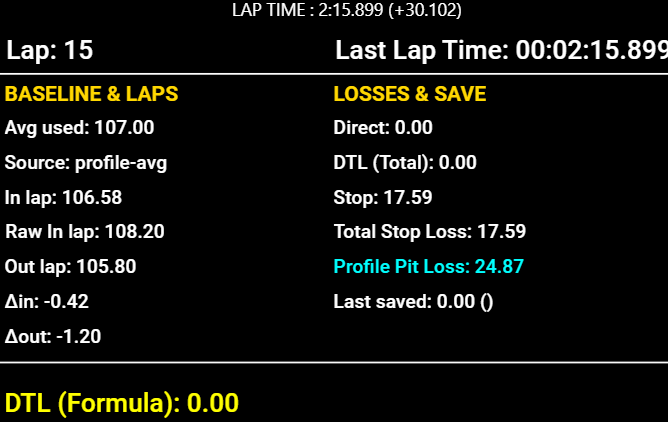 LAP TIME : 2:15.899 (+30.102)
Lap: 15
Last Lap Time: 00:02:15.899
BASELINE & LAPS
Avg used: 107.00
Source: profile-avg
In lap: 106.58
Raw In lap: 108.20
Out lap: 105.80
Δin: -0.42
Δout: -1.20
LOSSES & SAVE
Direct: 0.00
DTL (Total): 0.00
Stop: 17.59
Total Stop Loss: 17.59
Profile Pit Loss: 24.87
Last saved: 0.00 ()
DTL (Formula): 0.00